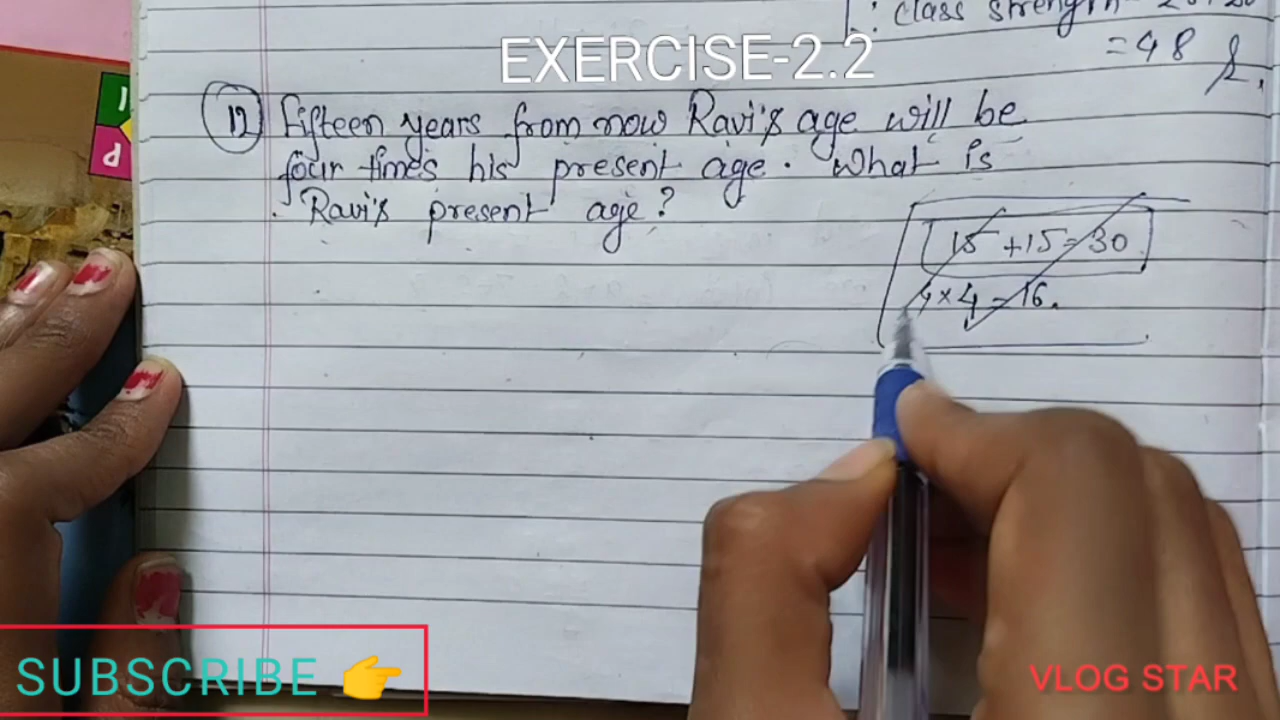 : class strength
= 48
EXERCISE-2.2
12 Fifteen years from now Ravi's age will be
four times his present age. What is
Ravi's present age?
15 + 15 = 30
4 × 4 = 16.
SUBSCRIBE 👉
VLOG STAR